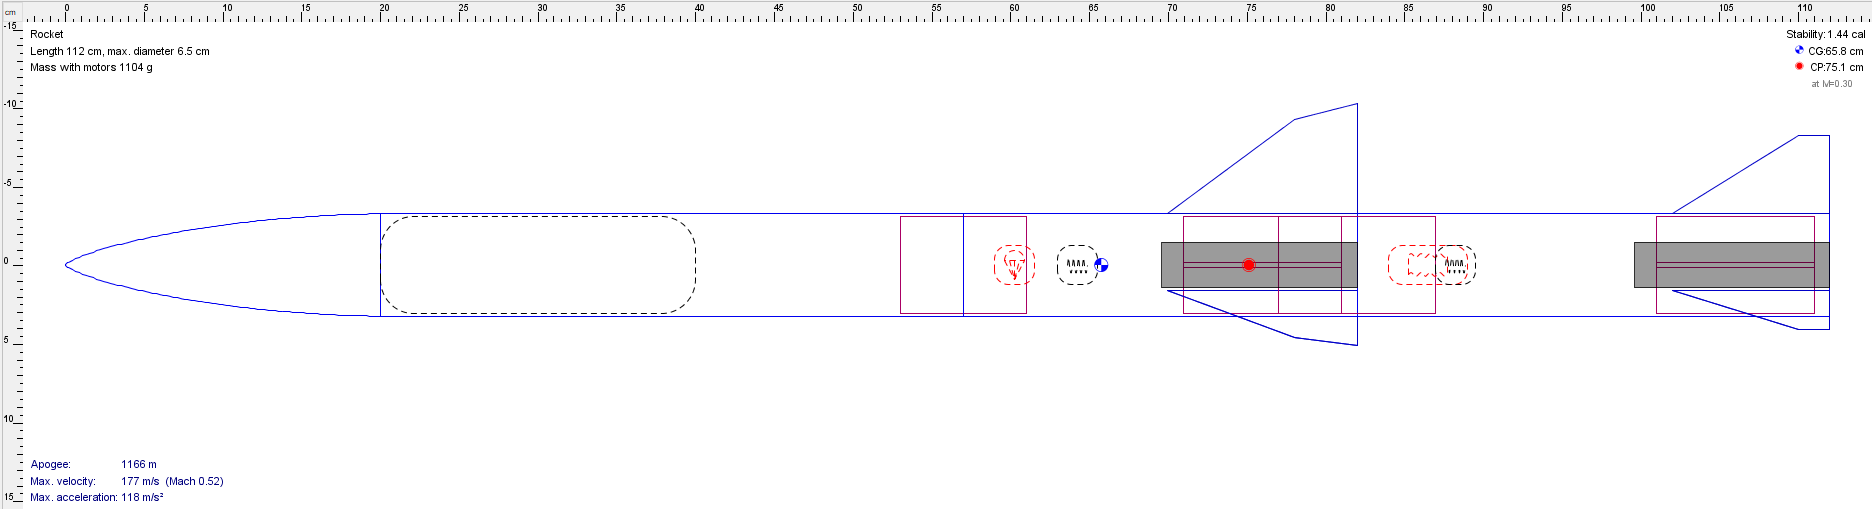 cm
0 5 10 15 20 25 30 35 40 45 50 55 60 65 70 75 80 85 90 95 100 105 110
-15
-10
-5
0
5
10
15
Rocket
Length 112 cm, max. diameter 6.5 cm
Mass with motors 1104 g
Stability: 1.44 cal
CG:65.8 cm
CP:75.1 cm
at M=0.30
Apogee: 1166 m
Max. velocity: 177 m/s (Mach 0.52)
Max. acceleration: 118 m/s²